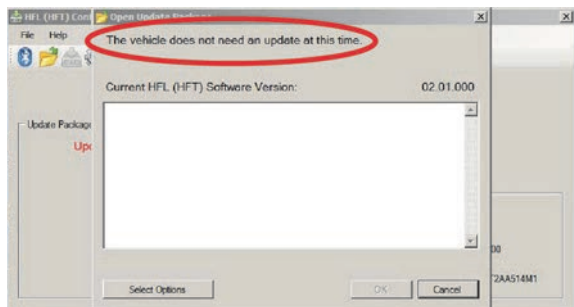 HFL (HFT) Con
Open Update Package
File Help
The vehicle does not need an update at this time.
Current HFL (HFT) Software Version: 02.01.000
Update Package
Up
00
T2AA514M1
Select Options
OK
Cancel